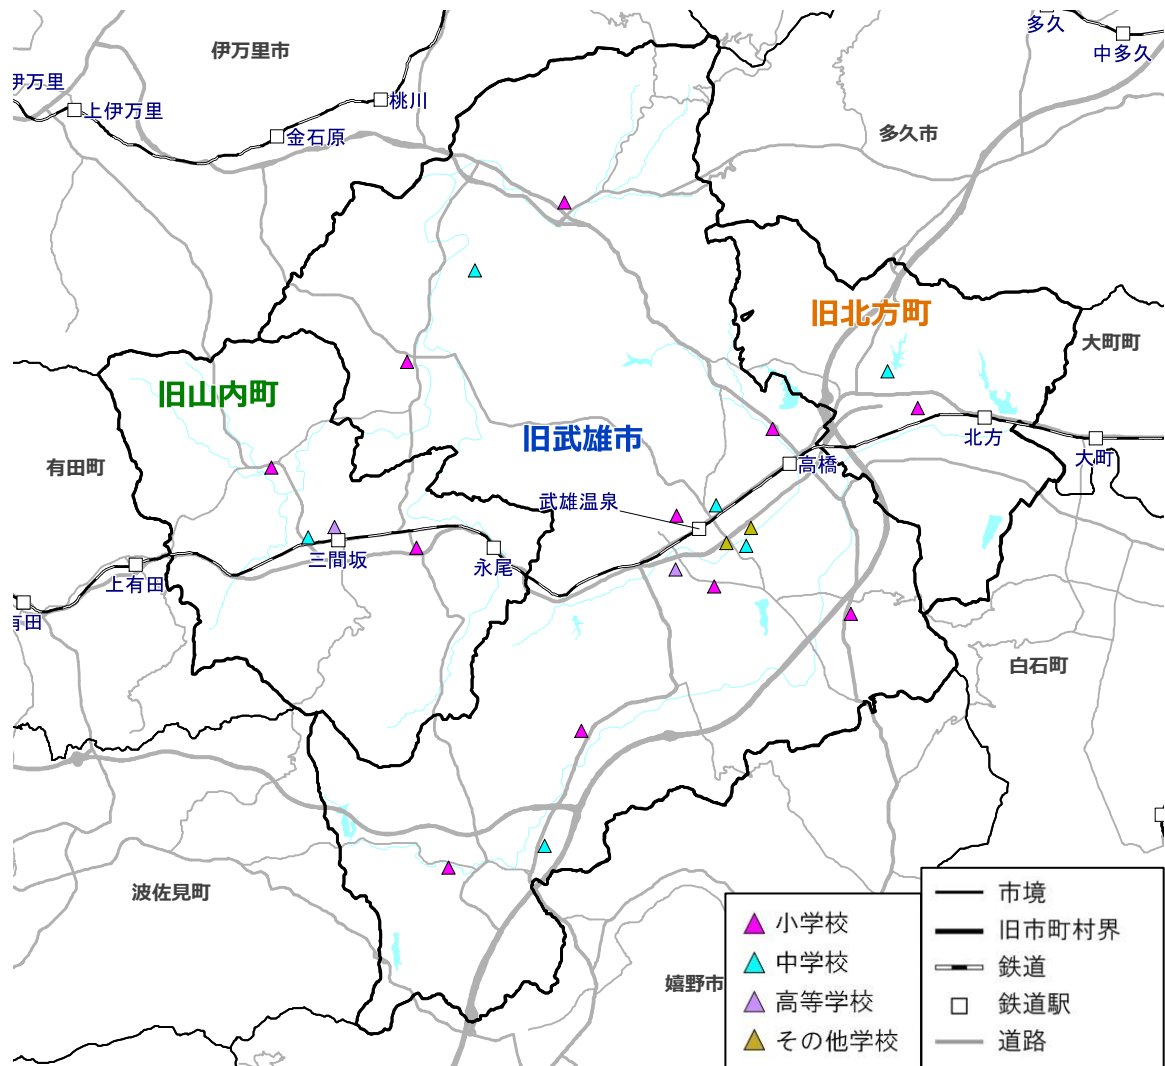 多久
伊万里市
中多久
伊万里
桃川
上伊万里
多久市
金石原
旧北方町
大町町
旧山内町
旧武雄市
北方
有田町
大町
高橋
武雄温泉
三間坂
永尾
上有田
有田
白石町
波佐見町
嬉野市
小学校
中学校
高等学校
その他学校
市境
旧市町村界
鉄道
鉄道駅
道路